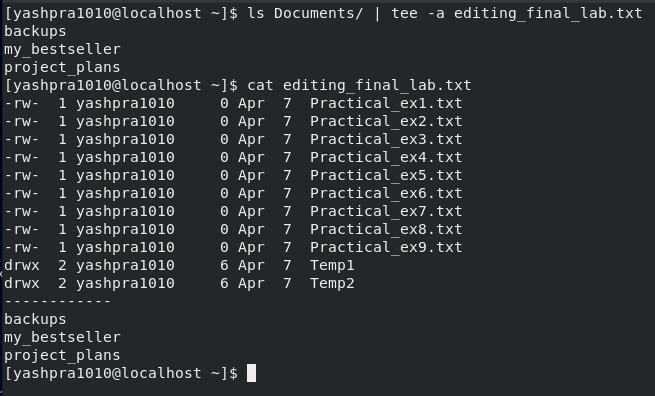 [yashpra1010@localhost ~]$ ls Documents/ | tee -a editing_final_lab.txt
backups
my_bestseller
project_plans
[yashpra1010@localhost ~]$ cat editing_final_lab.txt
-rw-  1 yashpra1010     0 Apr  7  Practical_ex1.txt
-rw-  1 yashpra1010     0 Apr  7  Practical_ex2.txt
-rw-  1 yashpra1010     0 Apr  7  Practical_ex3.txt
-rw-  1 yashpra1010     0 Apr  7  Practical_ex4.txt
-rw-  1 yashpra1010     0 Apr  7  Practical_ex5.txt
-rw-  1 yashpra1010     0 Apr  7  Practical_ex6.txt
-rw-  1 yashpra1010     0 Apr  7  Practical_ex7.txt
-rw-  1 yashpra1010     0 Apr  7  Practical_ex8.txt
-rw-  1 yashpra1010     0 Apr  7  Practical_ex9.txt
drwx  2 yashpra1010     6 Apr  7  Temp1
drwx  2 yashpra1010     6 Apr  7  Temp2
------------
backups
my_bestseller
project_plans
[yashpra1010@localhost ~]$